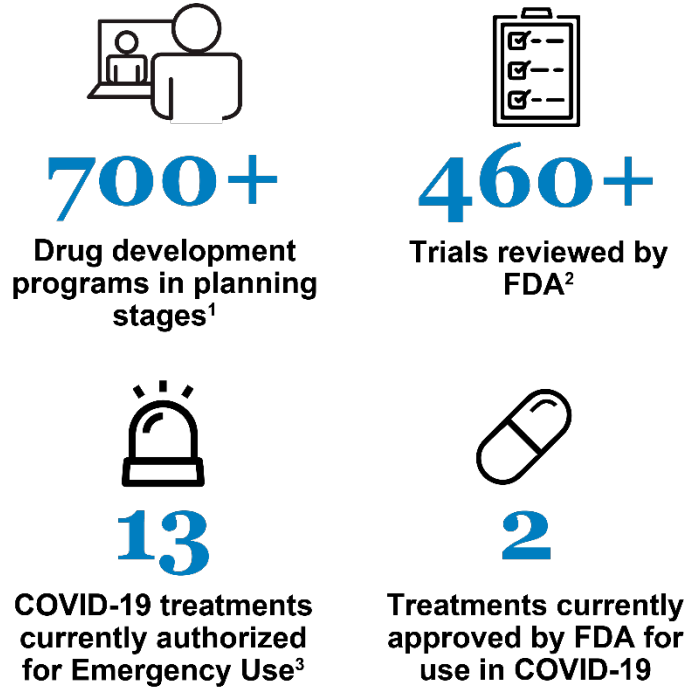 700+
Drug development
programs in planning
stages¹
460+
Trials reviewed by
FDA²
13
COVID-19 treatments
currently authorized
for Emergency Use³
2
Treatments currently
approved by FDA for
use in COVID-19